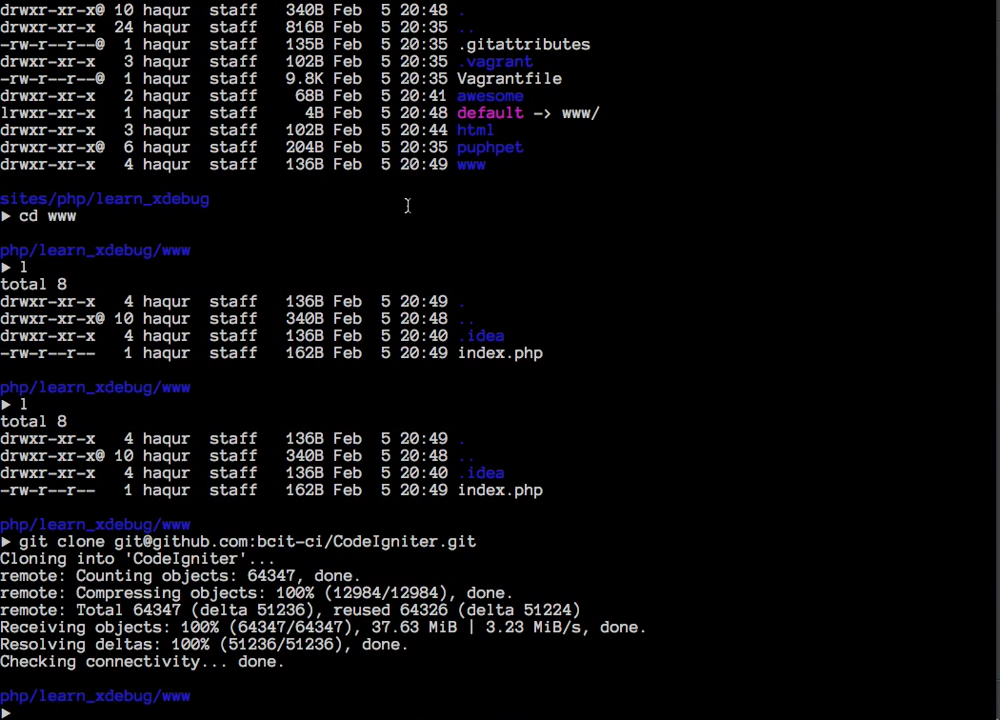 drwxr-xr-x@ 10 haqur  staff   340B Feb  5 20:48 .
drwxr-xr-x  24 haqur  staff   816B Feb  5 20:35 ..
-rw-r--r--@  1 haqur  staff   135B Feb  5 20:35 .gitattributes
drwxr-xr-x   3 haqur  staff   102B Feb  5 20:35 .vagrant
-rw-r--r--@  1 haqur  staff   9.8K Feb  5 20:35 Vagrantfile
drwxr-xr-x   2 haqur  staff    68B Feb  5 20:41 awesome
lrwxr-xr-x   1 haqur  staff     4B Feb  5 20:48 default -> www/
drwxr-xr-x   3 haqur  staff   102B Feb  5 20:44 html
drwxr-xr-x@  6 haqur  staff   204B Feb  5 20:35 puphpet
drwxr-xr-x   4 haqur  staff   136B Feb  5 20:49 www
sites/php/learn_xdebug
▶ cd www
php/learn_xdebug/www
▶ l
total 8
drwxr-xr-x   4 haqur  staff   136B Feb  5 20:49 .
drwxr-xr-x@ 10 haqur  staff   340B Feb  5 20:48 ..
drwxr-xr-x   4 haqur  staff   136B Feb  5 20:40 .idea
-rw-r--r--   1 haqur  staff   162B Feb  5 20:49 index.php
php/learn_xdebug/www
▶ l
total 8
drwxr-xr-x   4 haqur  staff   136B Feb  5 20:49 .
drwxr-xr-x@ 10 haqur  staff   340B Feb  5 20:48 ..
drwxr-xr-x   4 haqur  staff   136B Feb  5 20:40 .idea
-rw-r--r--   1 haqur  staff   162B Feb  5 20:49 index.php
php/learn_xdebug/www
▶ git clone git@github.com:bcit-ci/CodeIgniter.git
Cloning into 'CodeIgniter'...
remote: Counting objects: 64347, done.
remote: Compressing objects: 100% (12984/12984), done.
remote: Total 64347 (delta 51236), reused 64326 (delta 51224)
Receiving objects: 100% (64347/64347), 37.63 MiB | 3.23 MiB/s, done.
Resolving deltas: 100% (51236/51236), done.
Checking connectivity... done.
php/learn_xdebug/www
▶